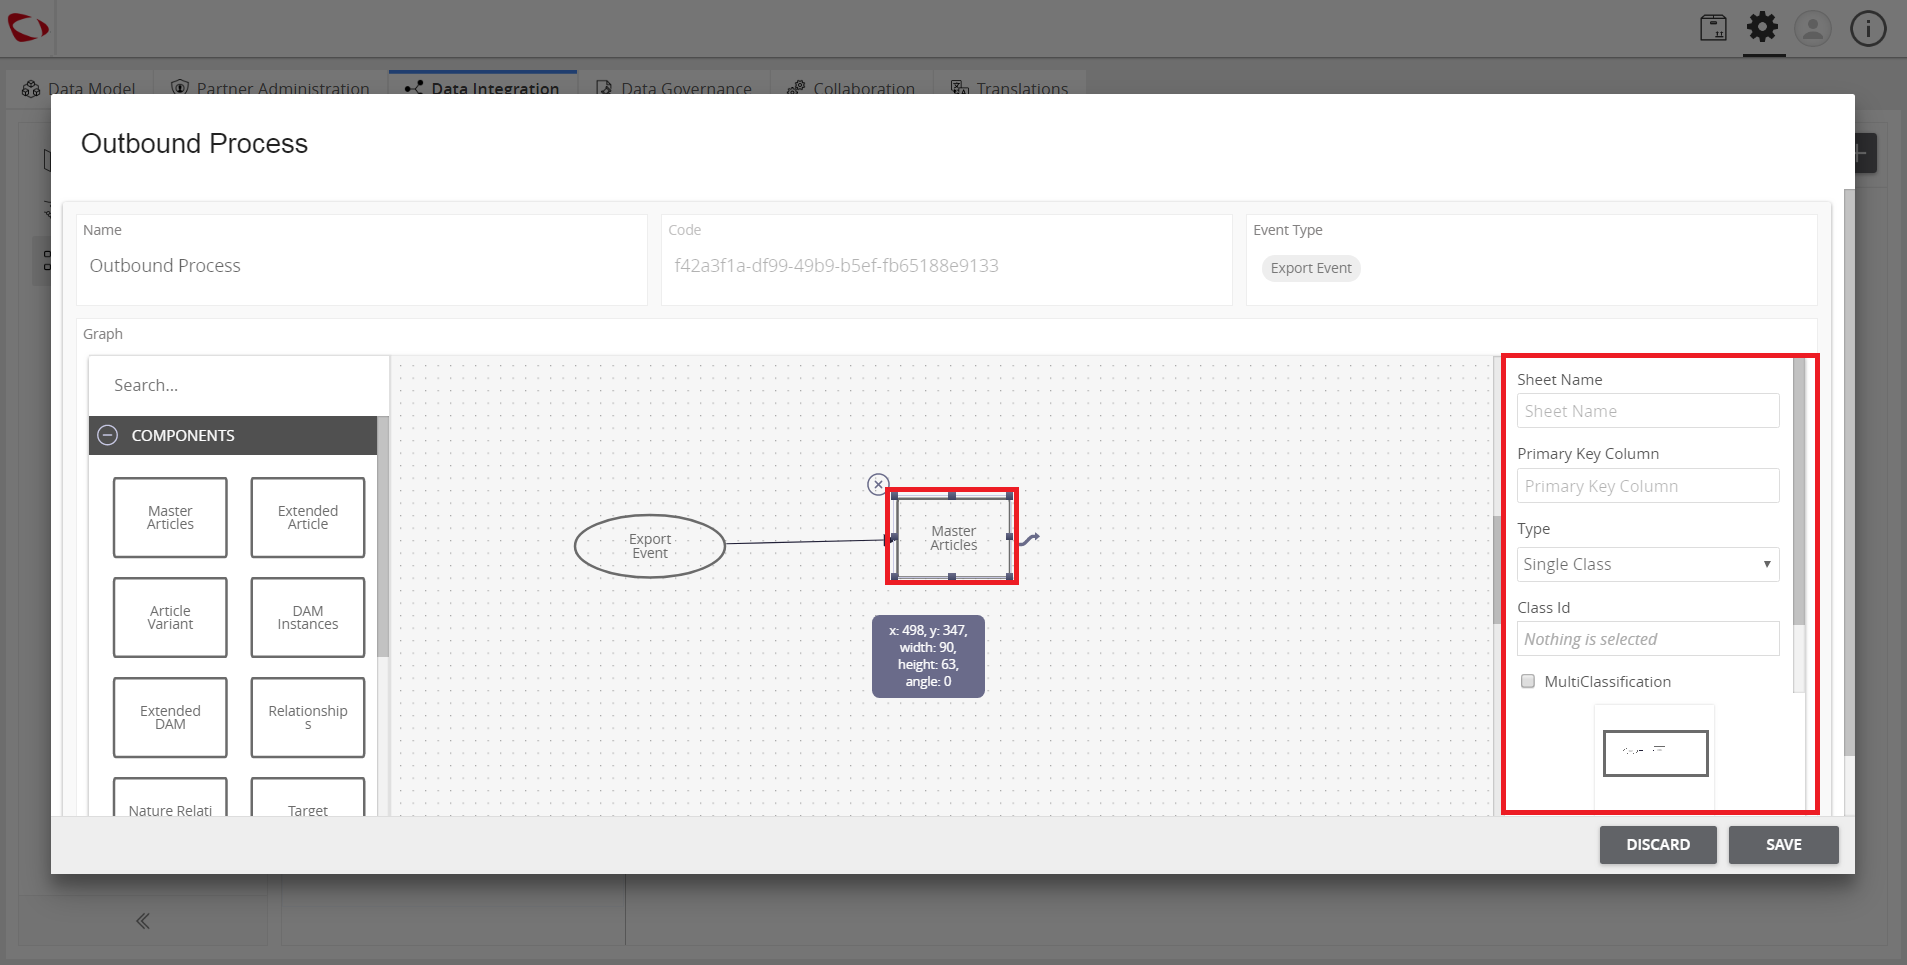 Data Model
Partner Administration
Data Integration
Data Governance
Collaboration
Translations
Outbound Process
Name
Outbound Process
Code
f42a3f1a-df99-49b9-b5ef-fb65188e9133
Event Type
Export Event
Graph
Search...
COMPONENTS
Master
Articles
Extended
Article
Article
Variant
DAM
Instances
Extended
DAM
Relationship
s
Nature Relati
Target
Export
Event
Master
Articles
x: 498, y: 347,
width: 90,
height: 63,
angle: 0
Sheet Name
Sheet Name
Primary Key Column
Primary Key Column
Type
Single Class
Class Id
Nothing is selected
MultiClassification
DISCARD
SAVE